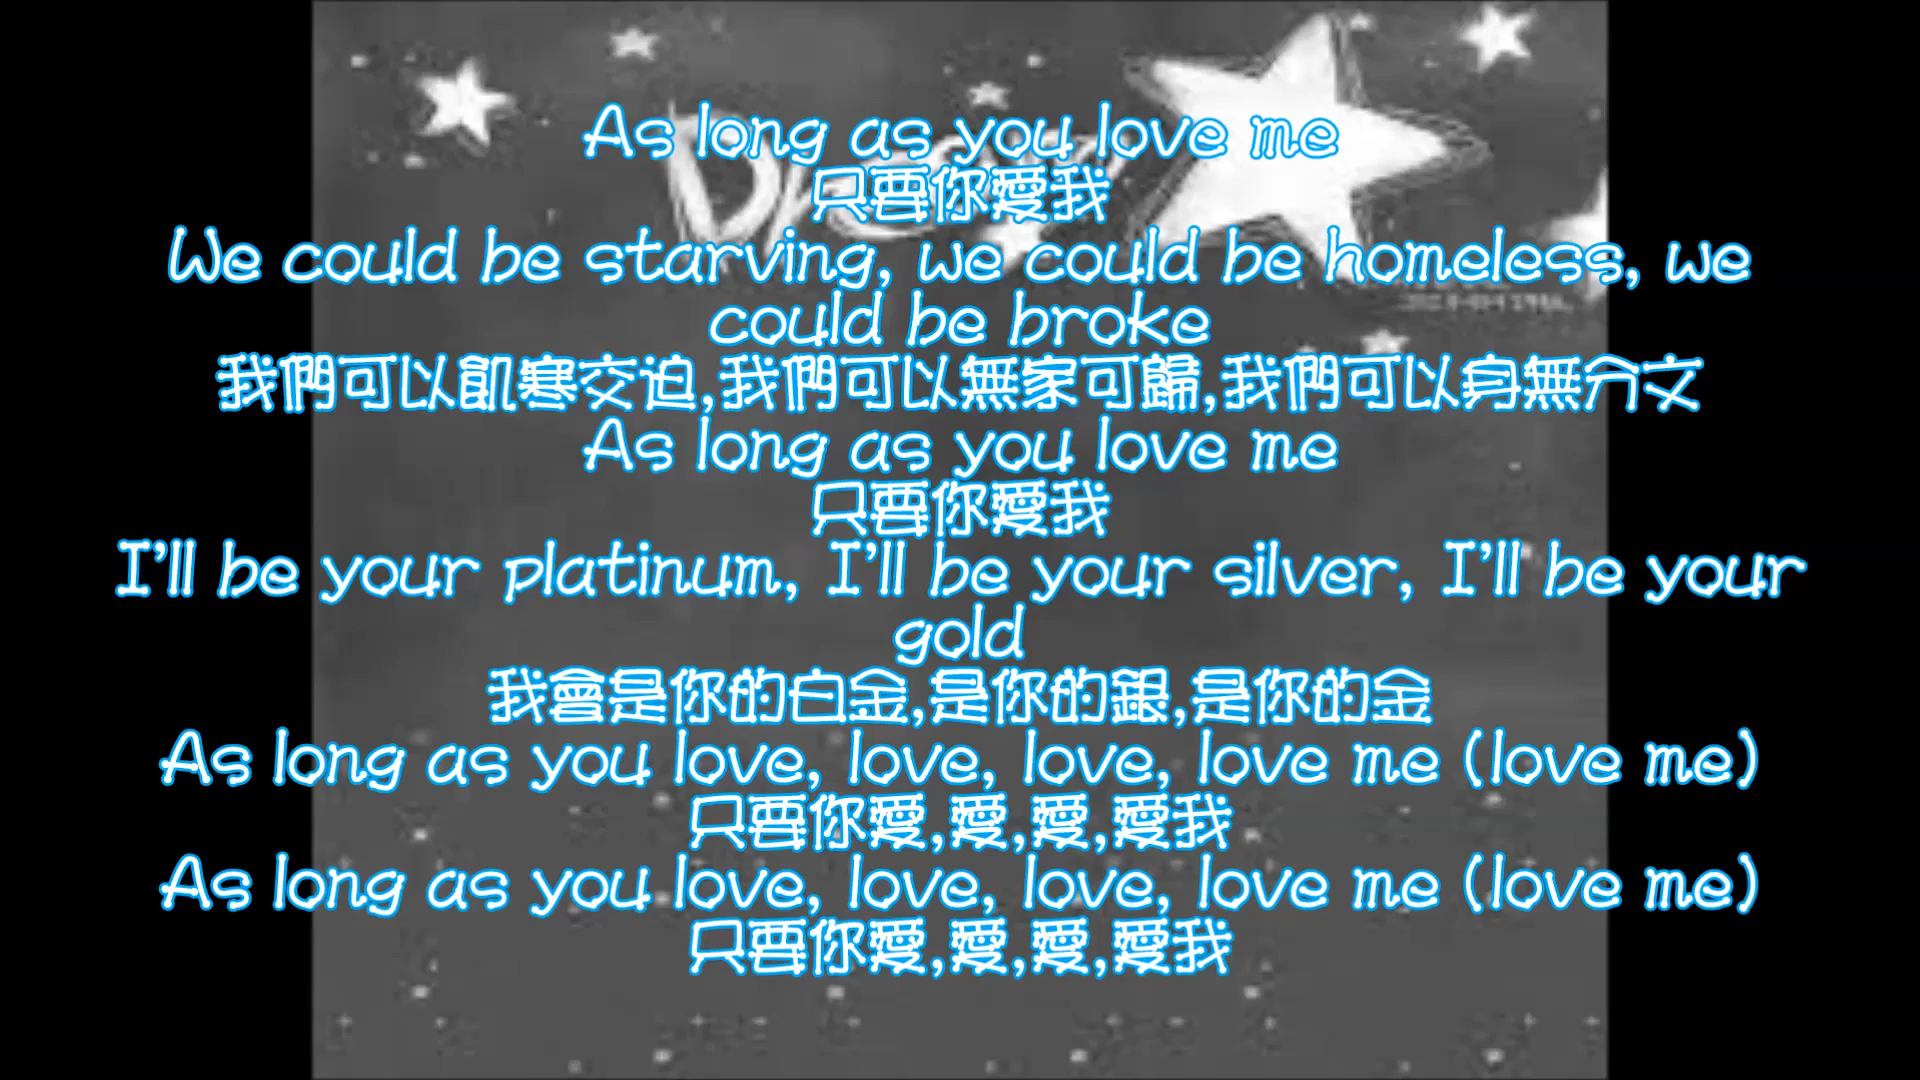 As long as you love me
只要你愛我
We could be starving, we could be homeless, we
could be broke
我們可以飢寒交迫,我們可以無家可歸,我們可以身無分文
As long as you love me
只要你愛我
I'll be your platinum, I'll be your silver, I'll be your
gold
我會是你的白金,是你的銀,是你的金
As long as you love, love, love, love me (love me)
只要你愛,愛,愛,愛我
As long as you love, love, love, love me (love me)
只要你愛,愛,愛,愛我